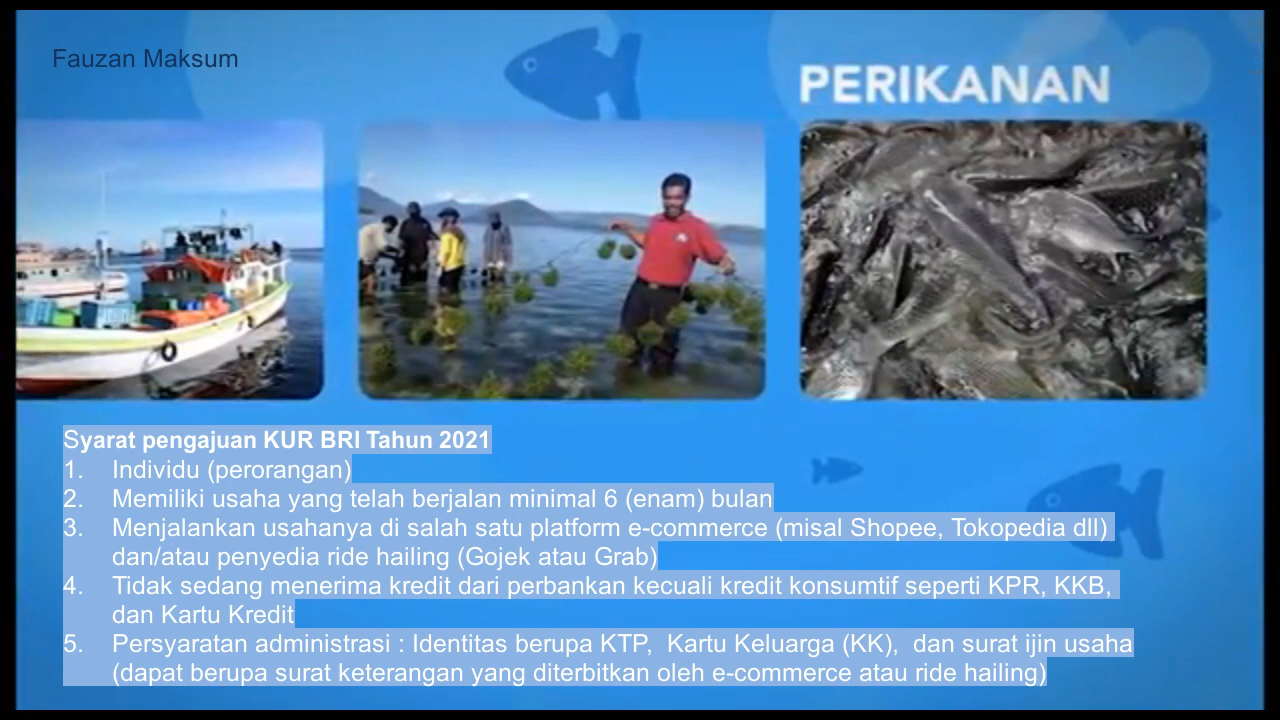 Fauzan Maksum
PERIKANAN
Syarat pengajuan KUR BRI Tahun 2021
1. Individu (perorangan)
2. Memiliki usaha yang telah berjalan minimal 6 (enam) bulan
3. Menjalankan usahanya di salah satu platform e-commerce (misal Shopee, Tokopedia dll)
dan/atau penyedia ride hailing (Gojek atau Grab)
4. Tidak sedang menerima kredit dari perbankan kecuali kredit konsumtif seperti KPR, KKB,
dan Kartu Kredit
5. Persyaratan administrasi : Identitas berupa KTP, Kartu Keluarga (KK), dan surat ijin usaha
(dapat berupa surat keterangan yang diterbitkan oleh e-commerce atau ride hailing)